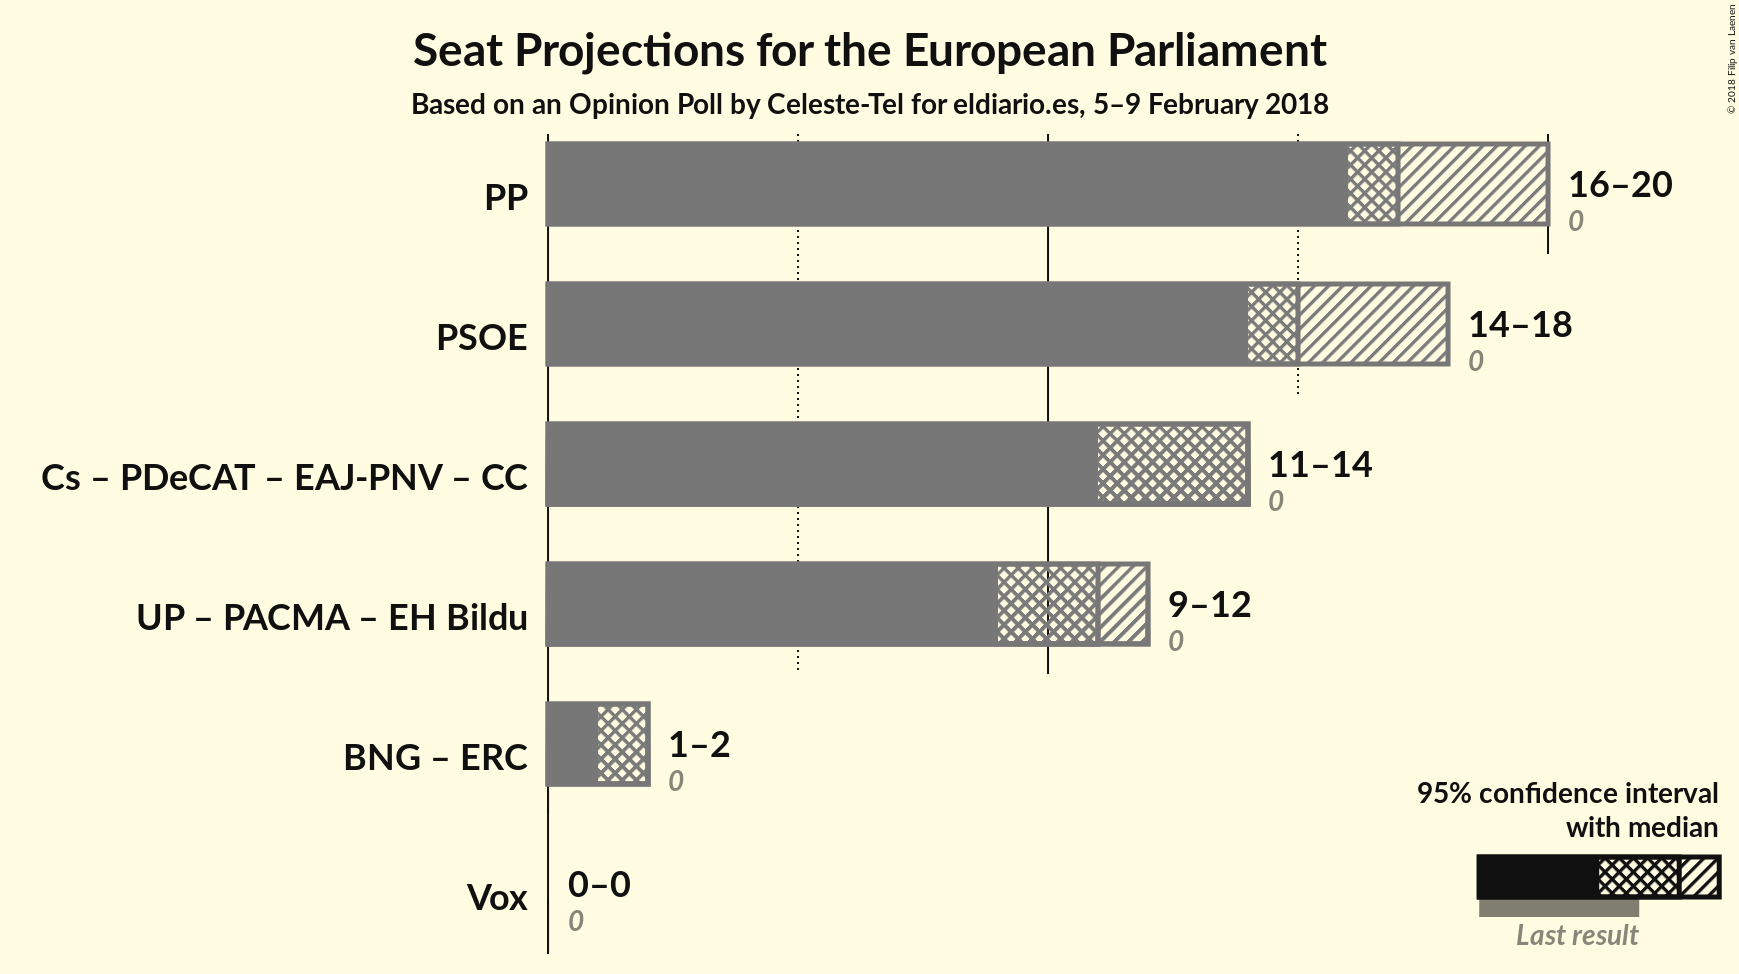 Seat Projections for the European Parliament
Based on an Opinion Poll by Celeste-Tel for eldiario.es, 5–9 February 2018
© 2018 Filip van Laenen
PP
16–20
0
PSOE
14–18
0
Cs – PDeCAT – EAJ-PNV – CC
11–14
0
UP – PACMA – EH Bildu
9–12
0
BNG – ERC
1–2
0
Vox
0–0
0
95% confidence interval
with median
Last result